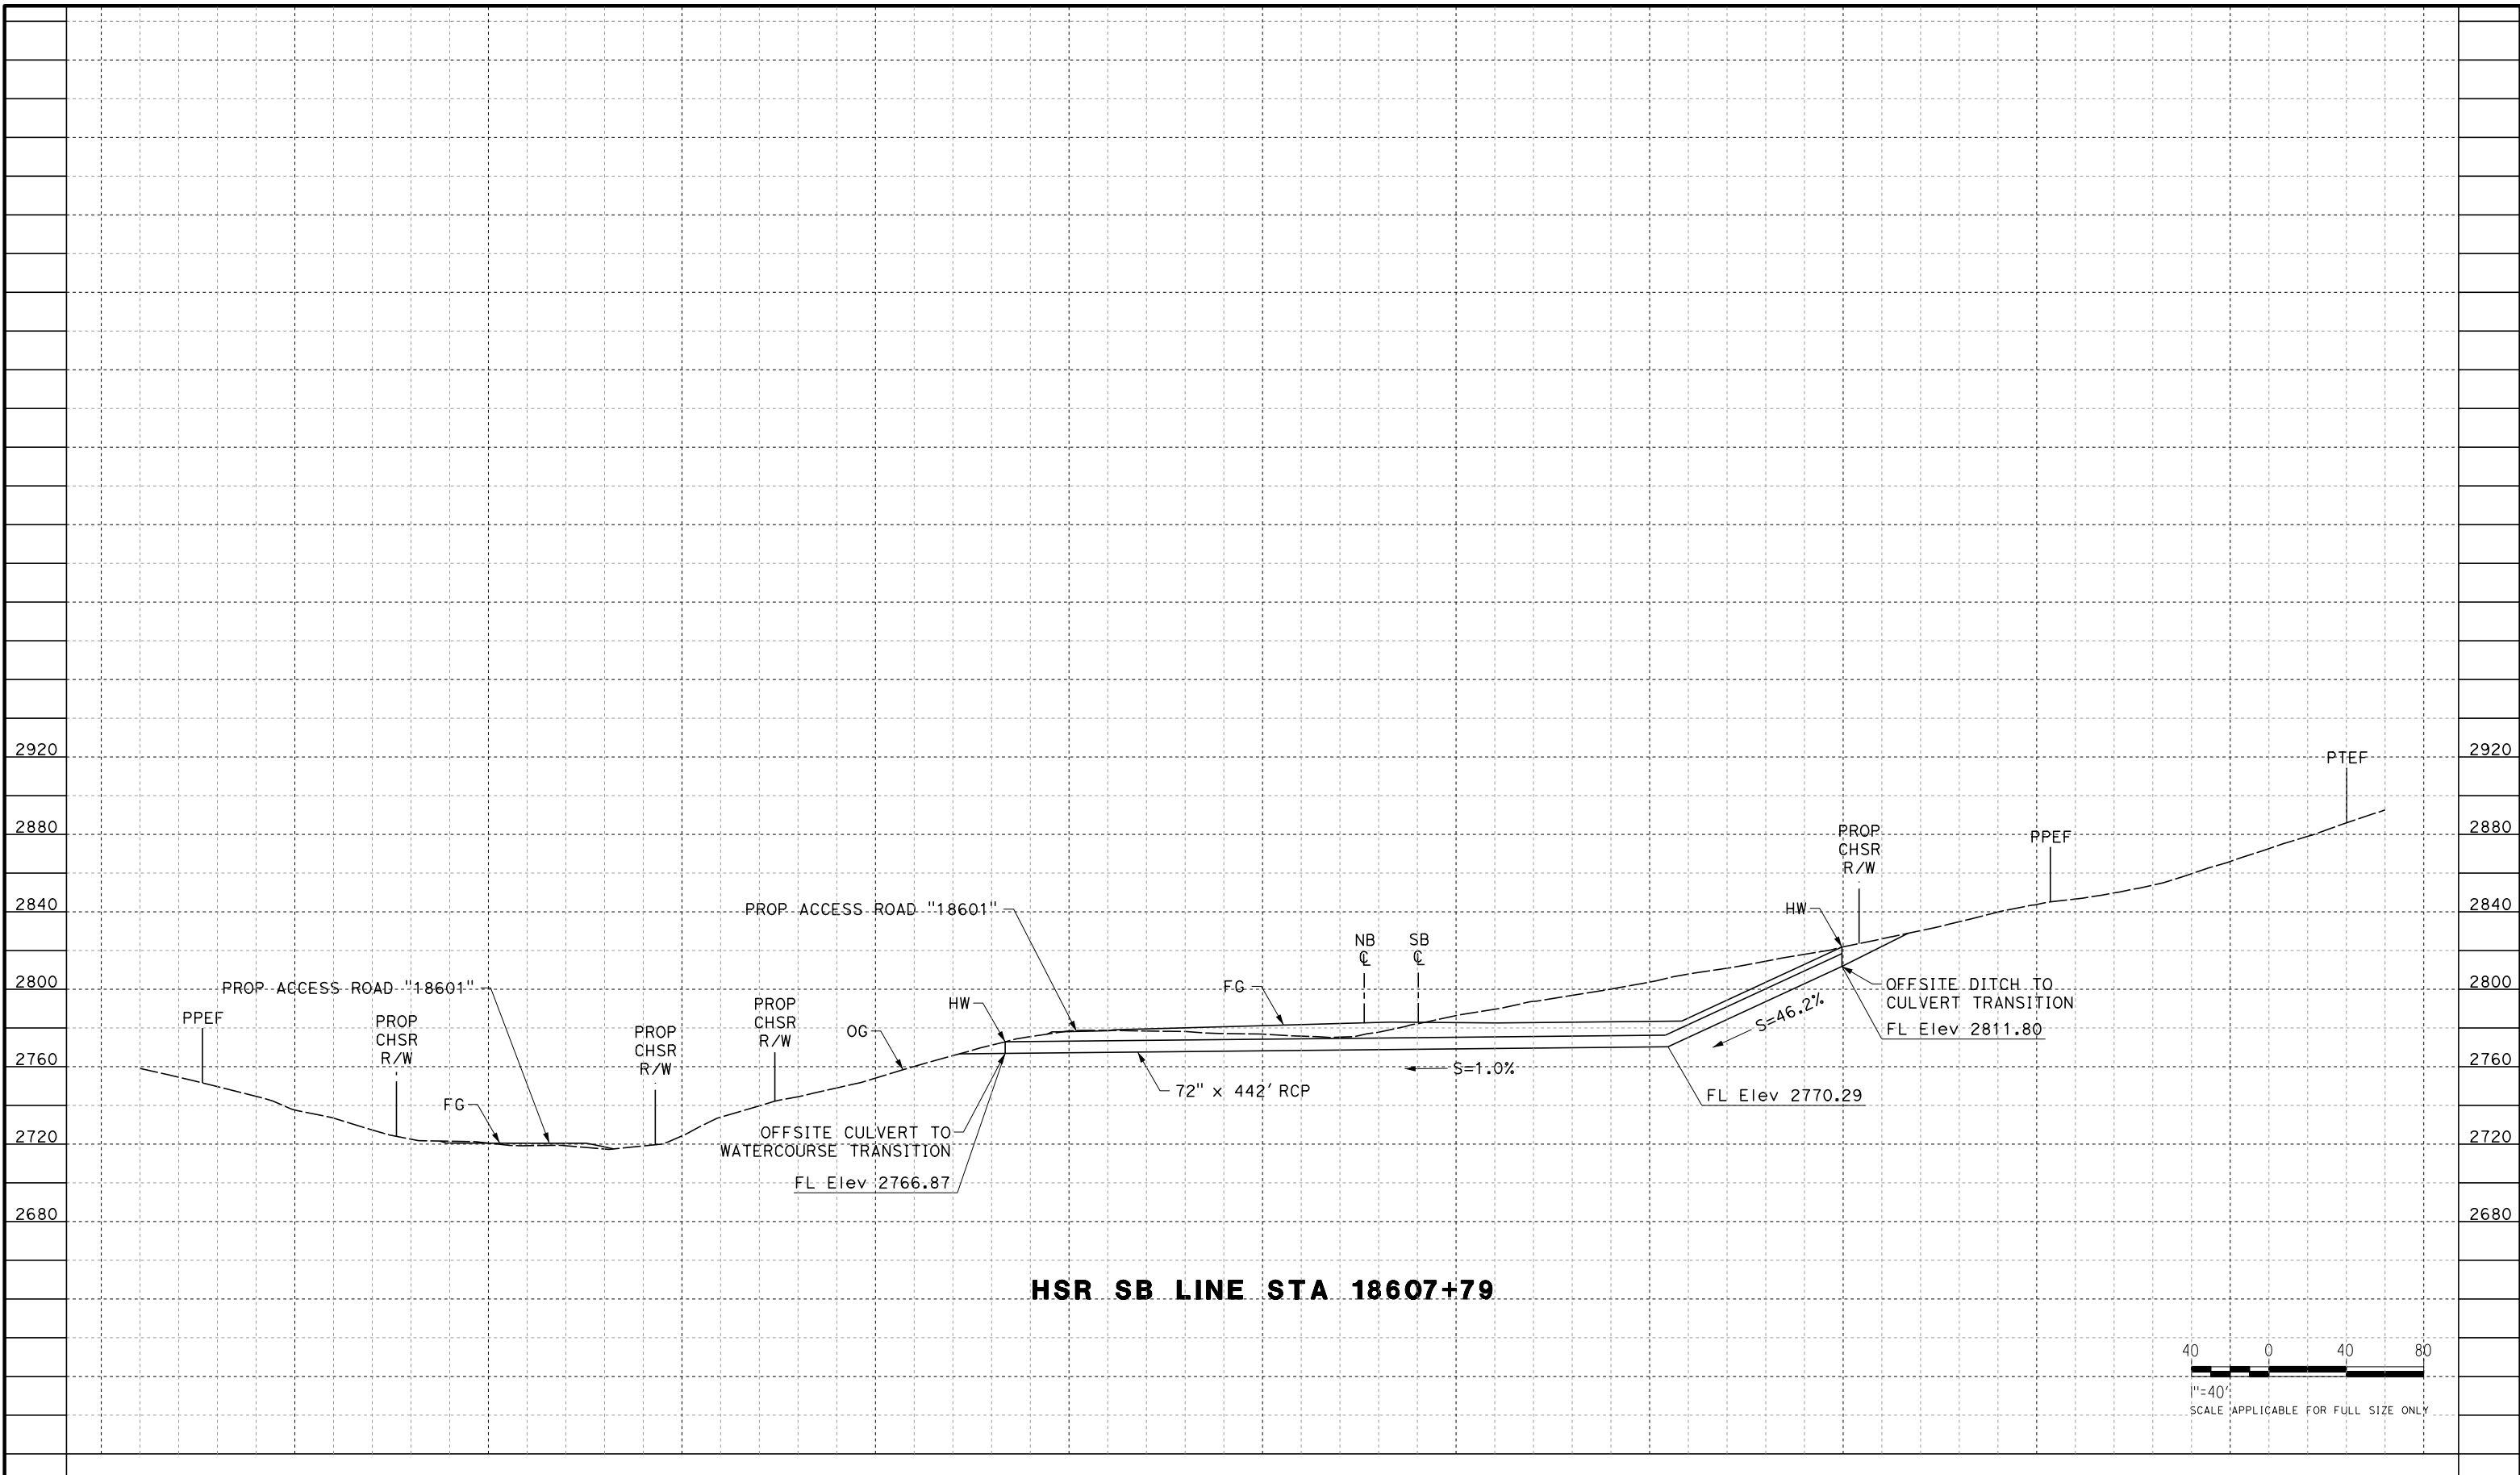 2920
2920
PTEF
2880
PROP
CHSR
R/W
PPEF
2880
2840
PROP ACCESS ROAD "18601"
HW
2840
NB
℄
SB
℄
2800
PROP ACCESS ROAD "18601"
FG
OFFSITE DITCH TO
CULVERT TRANSITION
FL Elev 2811.80
2800
PPEF
PROP
CHSR
R/W
PROP
CHSR
R/W
PROP
CHSR
R/W
HW
OG
S=46.2%
2760
S=1.0%
2760
FG
72" x 442' RCP
FL Elev 2770.29
2720
OFFSITE CULVERT TO
WATERCOURSE TRANSITION
FL Elev 2766.87
2720
2680
2680
HSR SB LINE STA 18607+79
40 0 40 80
1"=40'
SCALE APPLICABLE FOR FULL SIZE ONLY